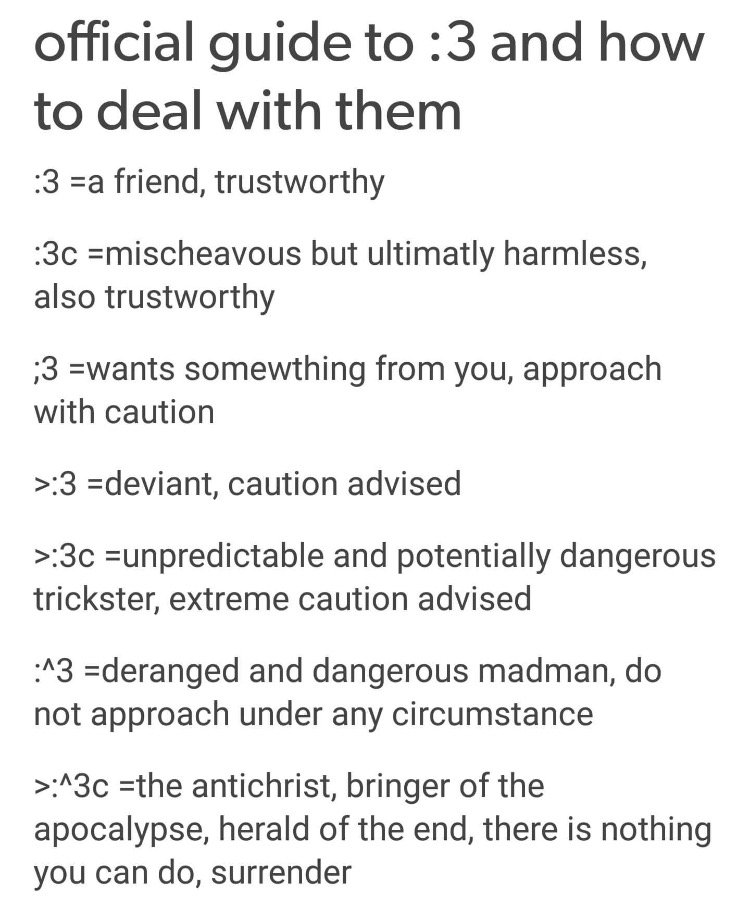 official guide to :3 and how
to deal with them
:3 =a friend, trustworthy
:3c =mischeavous but ultimatly harmless,
also trustworthy
;3 =wants somewthing from you, approach
with caution
>:3 =deviant, caution advised
>:3c =unpredictable and potentially dangerous
trickster, extreme caution advised
:^3 =deranged and dangerous madman, do
not approach under any circumstance
>:^3c =the antichrist, bringer of the
apocalypse, herald of the end, there is nothing
you can do, surrender